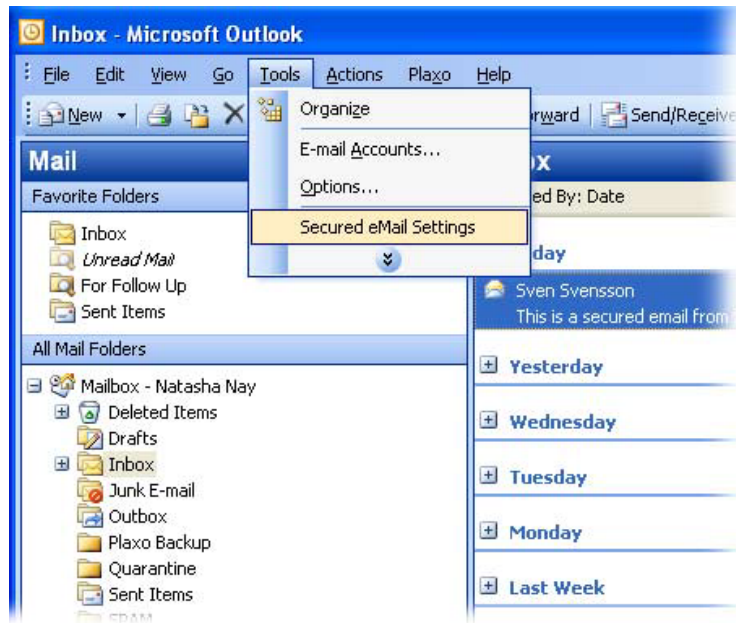 Inbox - Microsoft Outlook
File Edit View Go Tools Actions Plaxo Help
New Send/Receive
Organize
E-mail Accounts...
Options...
Secured eMail Settings
Mail
Favorite Folders
Inbox
Unread Mail
For Follow Up
Sent Items
All Mail Folders
Mailbox - Natasha Nay
Deleted Items
Drafts
Inbox
Junk E-mail
Outbox
Plaxo Backup
Quarantine
Sent Items
SPAM
ed By: Date
day
Sven Svensson
This is a secured email from
Yesterday
Wednesday
Tuesday
Monday
Last Week